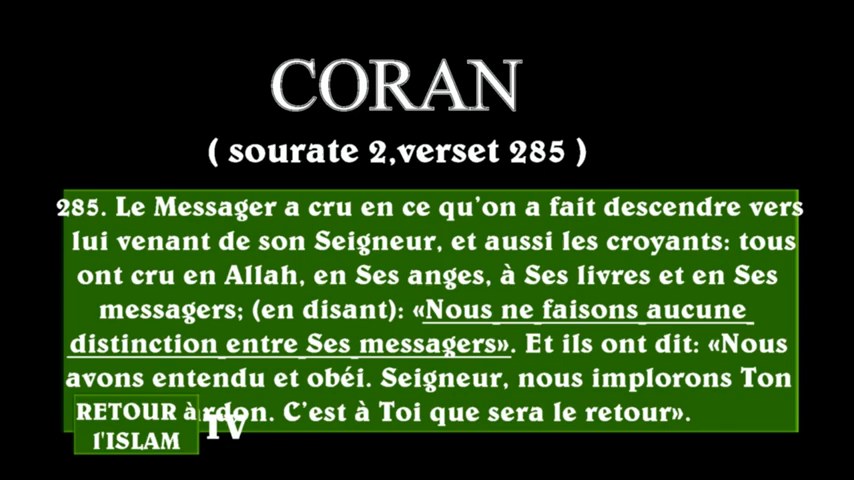 CORAN
( sourate 2,verset 285 )
285. Le Messager a cru en ce qu'on a fait descendre vers
lui venant de son Seigneur, et aussi les croyants: tous
ont cru en Allah, en Ses anges, à Ses livres et en Ses
messagers; (en disant): «Nous ne faisons aucune
distinction entre Ses messagers». Et ils ont dit: «Nous
avons entendu et obéi. Seigneur, nous implorons Ton
rdon. C'est à Toi que sera le retour».
RETOUR à
l'ISLAM
TV